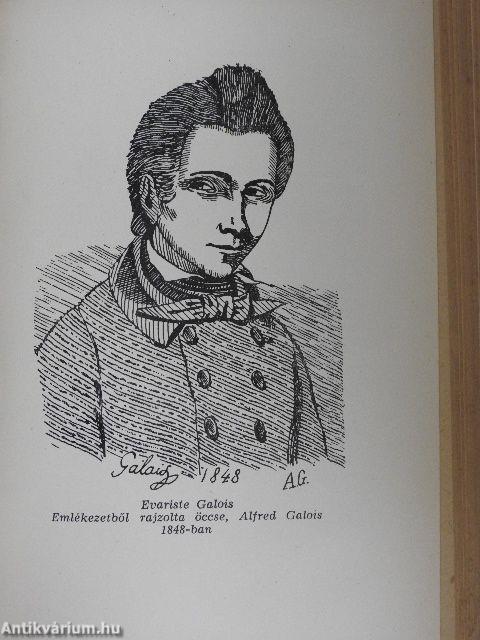 Galois 1848 A.G.
Evariste Galois
Emlékezetből rajzolta öccse, Alfred Galois
1848-ban
Antikvárium.hu